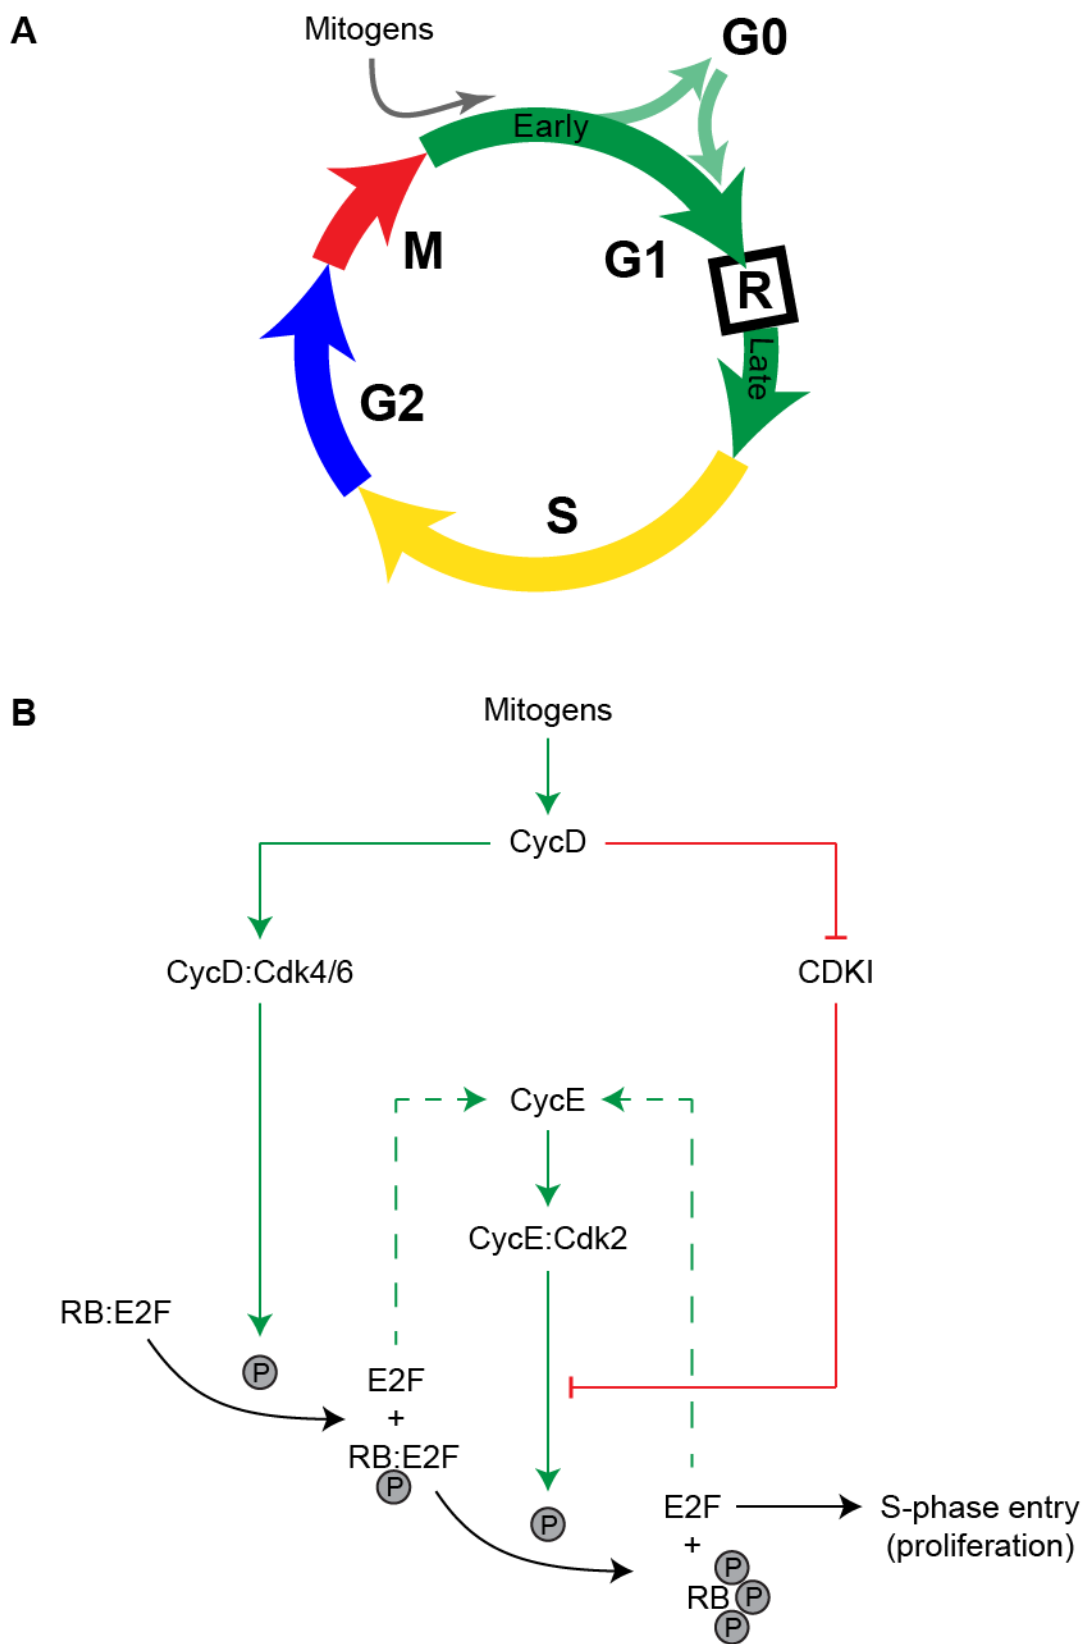 A
Mitogens
G0
Early
M
G1
R
Late
G2
S
B
Mitogens
CycD
CycD:Cdk4/6
CDKI
CycE
CycE:Cdk2
RB:E2F
P
E2F
+
RB:E2F
P
P
E2F
+
P
RB P
P
S-phase entry
(proliferation)